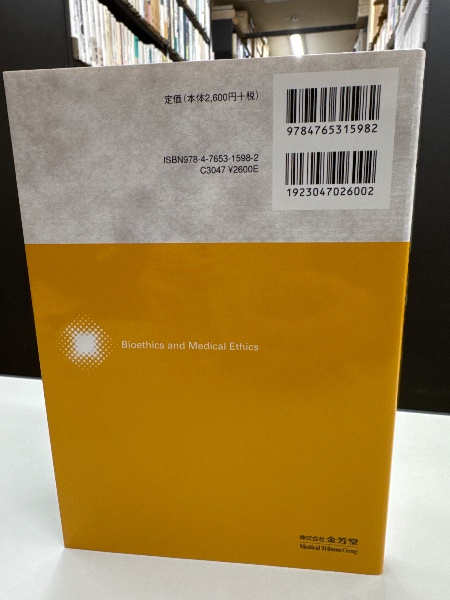 定価(本体2,600円+税)
9784765315982
ISBN978-4-7653-1598-2
C3047 ¥2600E
1923047026002
Bioethics and Medical Ethics
株式会社 金芳堂
Medical Tribune Group